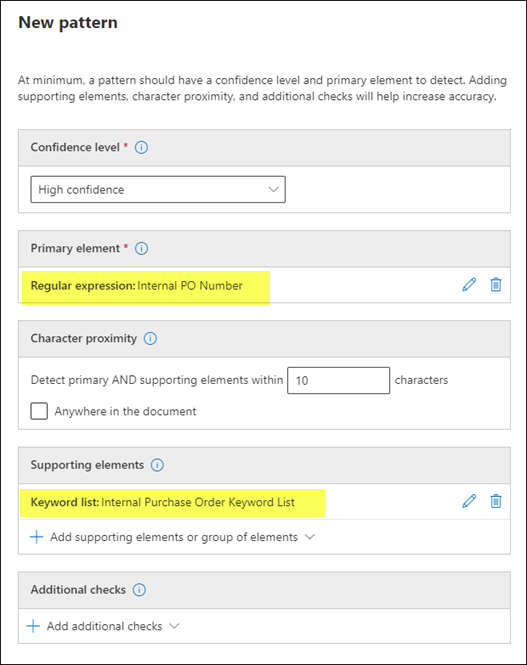 New pattern
At minimum, a pattern should have a confidence level and primary element to detect. Adding
supporting elements, character proximity, and additional checks will help increase accuracy.
Confidence level *
High confidence
Primary element *
Regular expression: Internal PO Number
Character proximity
Detect primary AND supporting elements within 10 characters
Anywhere in the document
Supporting elements
Keyword list: Internal Purchase Order Keyword List
Add supporting elements or group of elements
Additional checks
Add additional checks